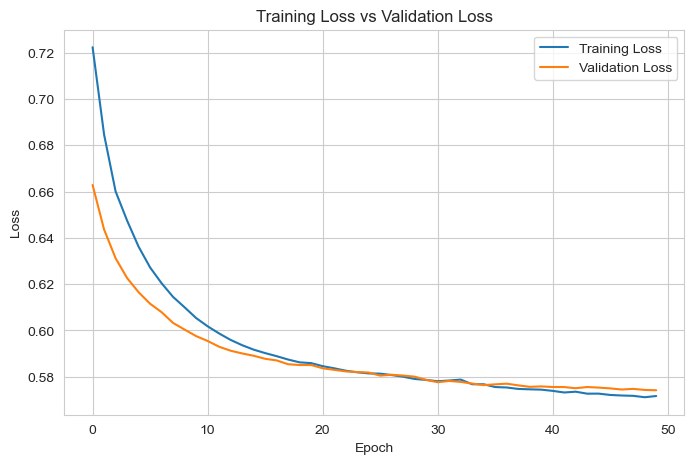 Training Loss vs Validation Loss
Training Loss
Validation Loss
0.72
0.70
0.68
0.66
0.64
0.62
0.60
0.58
Loss
0
10
20
30
40
50
Epoch